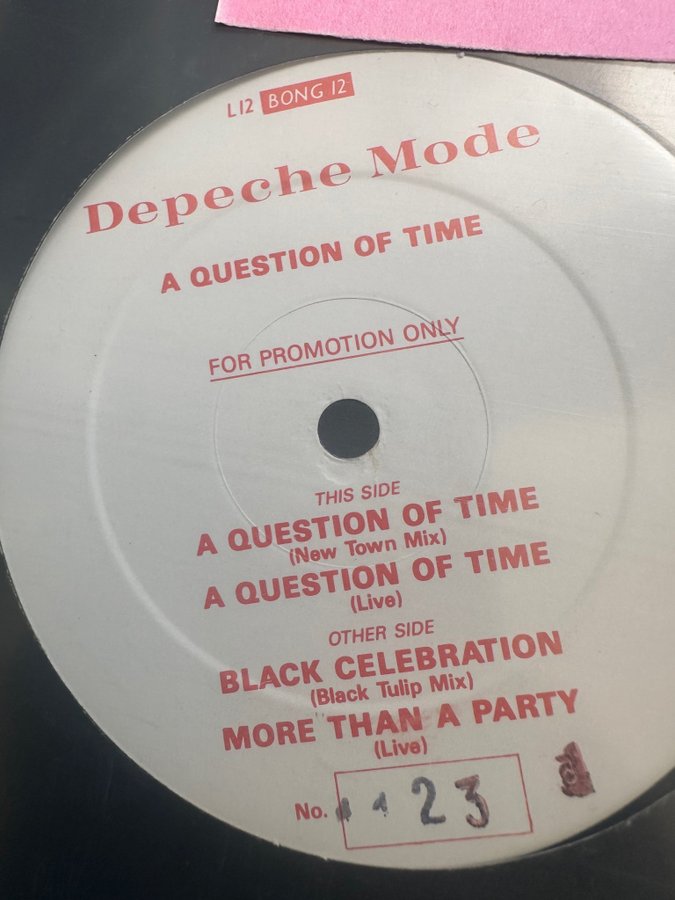 L12 BONG 12
Depeche Mode
A QUESTION OF TIME
FOR PROMOTION ONLY
THIS SIDE
A QUESTION OF TIME
(New Town Mix)
A QUESTION OF TIME
(Live)
OTHER SIDE
BLACK CELEBRATION
(Black Tulip Mix)
MORE THAN A PARTY
(Live)
No. 23